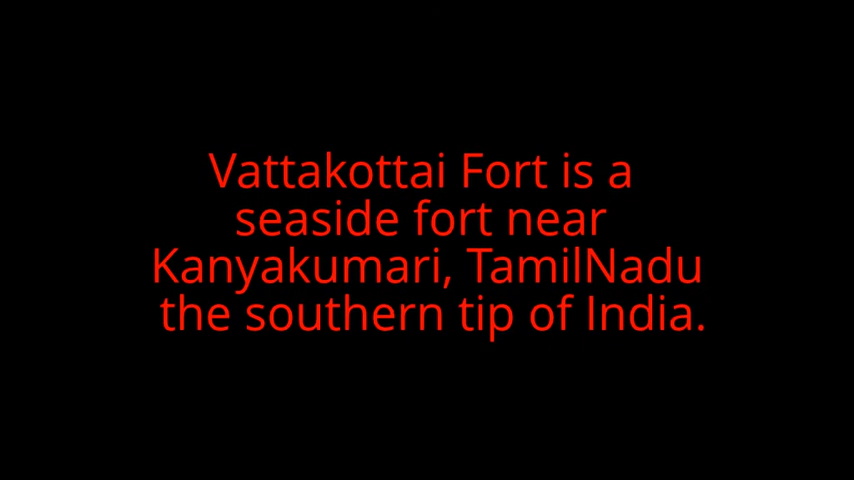 Vattakottai Fort is a
seaside fort near
Kanyakumari, TamilNadu
the southern tip of India.